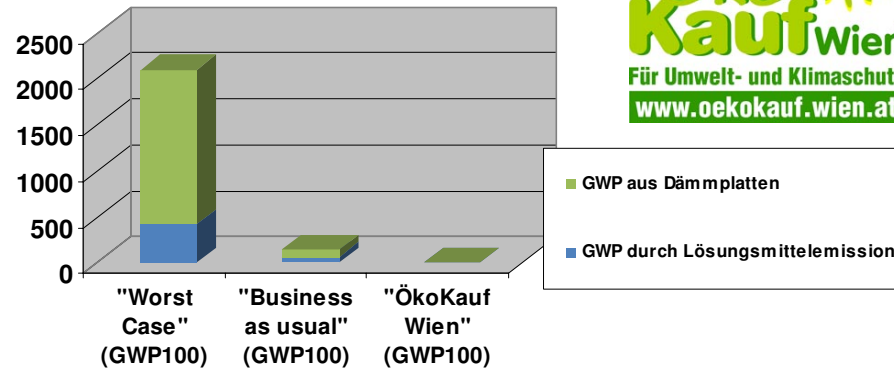 Kauf Wien
Für Umwelt- und Klimaschut
www.oekokauf.wien.at
2500
2000
1500
1000
500
0
"Worst
Case"
(GWP100)
"Business
as usual"
(GWP100)
"ÖkoKauf
Wien"
(GWP100)
GWP aus Dämmplatten
GWP durch Lösungsmittelemission